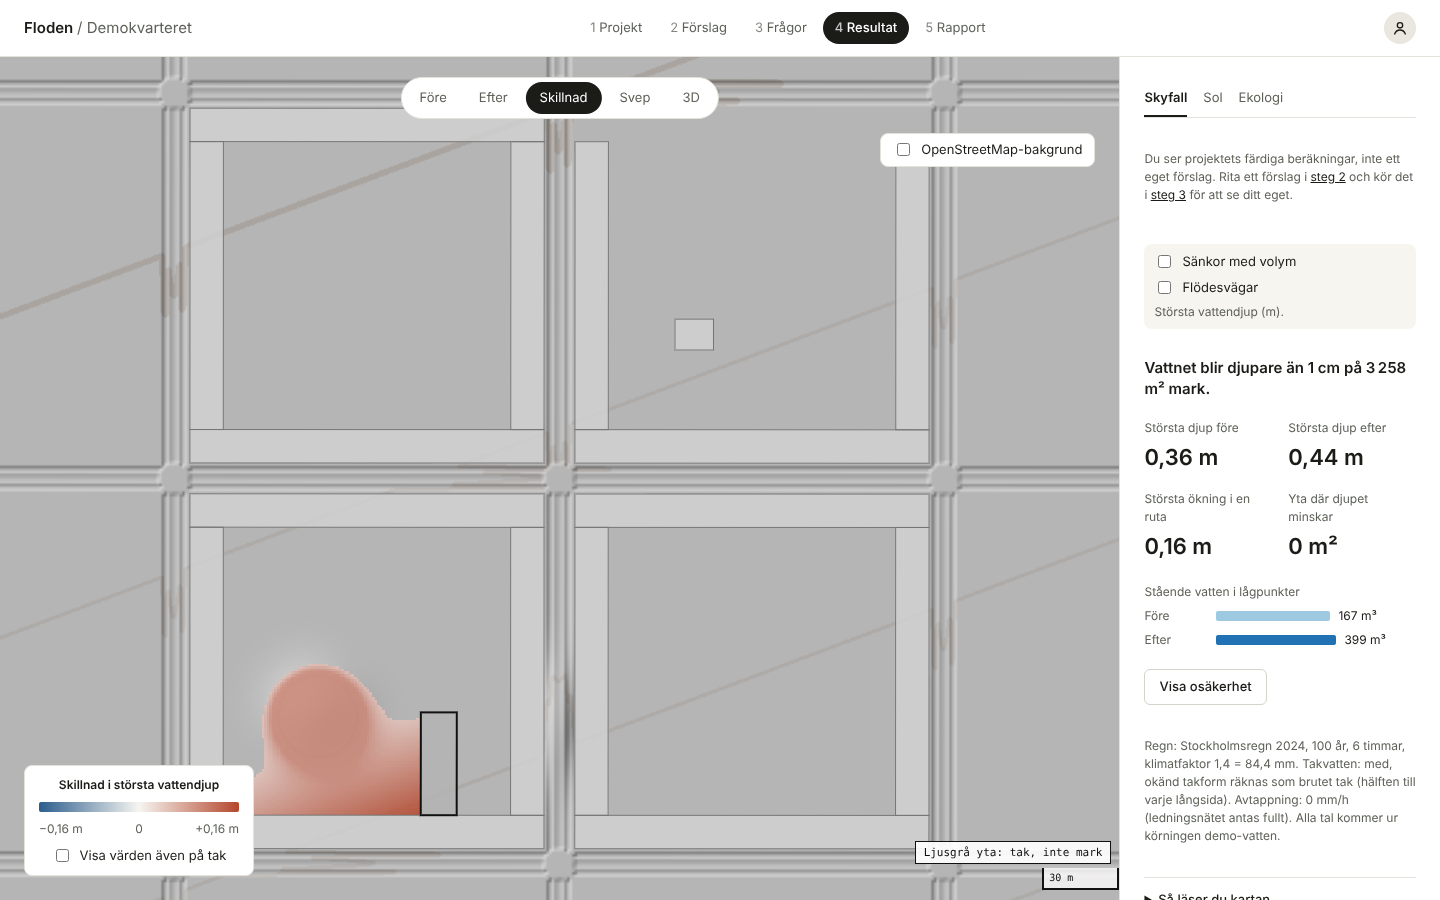 Floden / Demokvarteret
1 Projekt
2 Förslag
3 Frågor
4 Resultat
5 Rapport
Före
Efter
Skillnad
Svep
3D
OpenStreetMap-bakgrund
Skyfall
Sol
Ekologi
Du ser projektets färdiga beräkningar, inte ett
eget förslag. Rita ett förslag i steg 2 och kör det
i steg 3 för att se ditt eget.
Sänkor med volym
Flödesvägar
Största vattendjup (m).
Vattnet blir djupare än 1 cm på 3 258
m² mark.
Största djup före
0,36 m
Största djup efter
0,44 m
Största ökning i en
ruta
0,16 m
Yta där djupet
minskar
0 m²
Stående vatten i lågpunkter
Före 167 m³
Efter 399 m³
Visa osäkerhet
Regn: Stockholmsregn 2024, 100 år, 6 timmar,
klimatfaktor 1,4 = 84,4 mm. Takvatten: med,
okänd takform räknas som brutet tak (hälften till
varje långsida). Avtappning: 0 mm/h
(ledningsnätet antas fullt). Alla tal kommer ur
körningen demo-vatten.
Så läser du kartan
Skillnad i största vattendjup
−0,16 m 0 +0,16 m
Visa värden även på tak
Ljusgrå yta: tak, inte mark
30 m